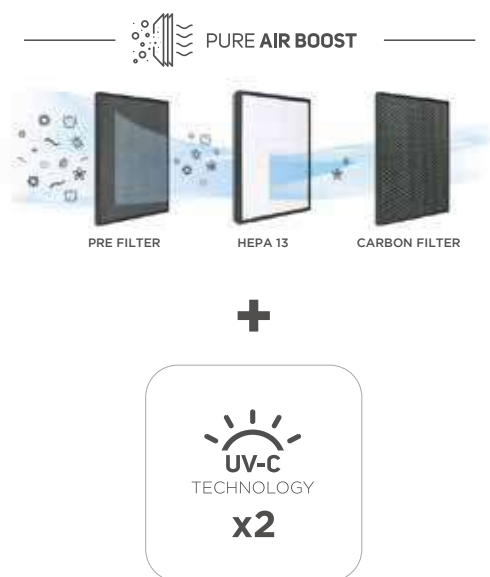 PURE AIR BOOST
PRE FILTER
HEPA 13
CARBON FILTER
+
UV-C
TECHNOLOGY
x2